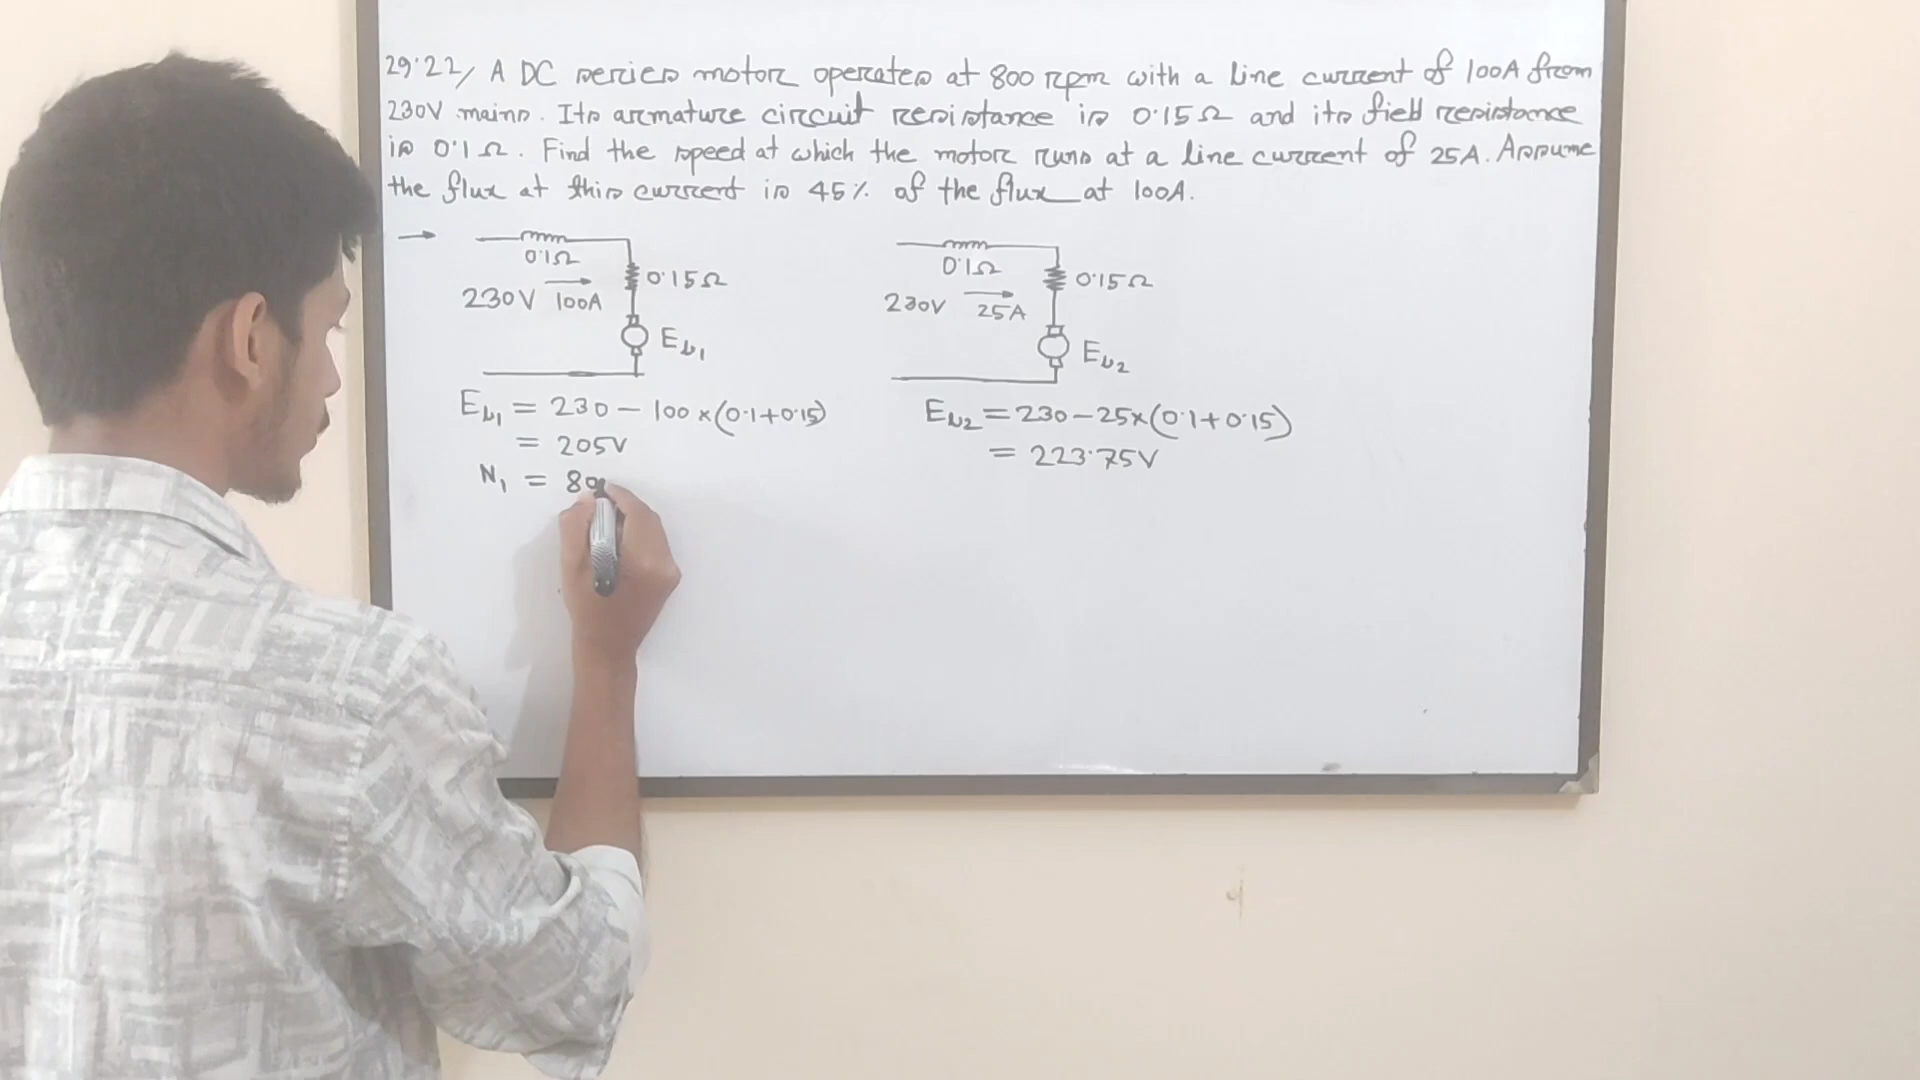 29.22, A DC series motor operates at 800 rpm with a line current of 100A from
230V mains. Its armature circuit resistance is 0.15Ω and its field resistance
is 0.1Ω. Find the speed at which the motor runs at a line current of 25A. Assume
the flux at this current is 45% of the flux at 100A.
→
0.1Ω
0.15Ω
230V 100A
Eb1
Eb1 = 230 - 100×(0.1+0.15)
= 205V
N1 = 80
0.1Ω
0.15Ω
230V 25A
Eb2
Eb2 = 230-25×(0.1+0.15)
= 223.75V